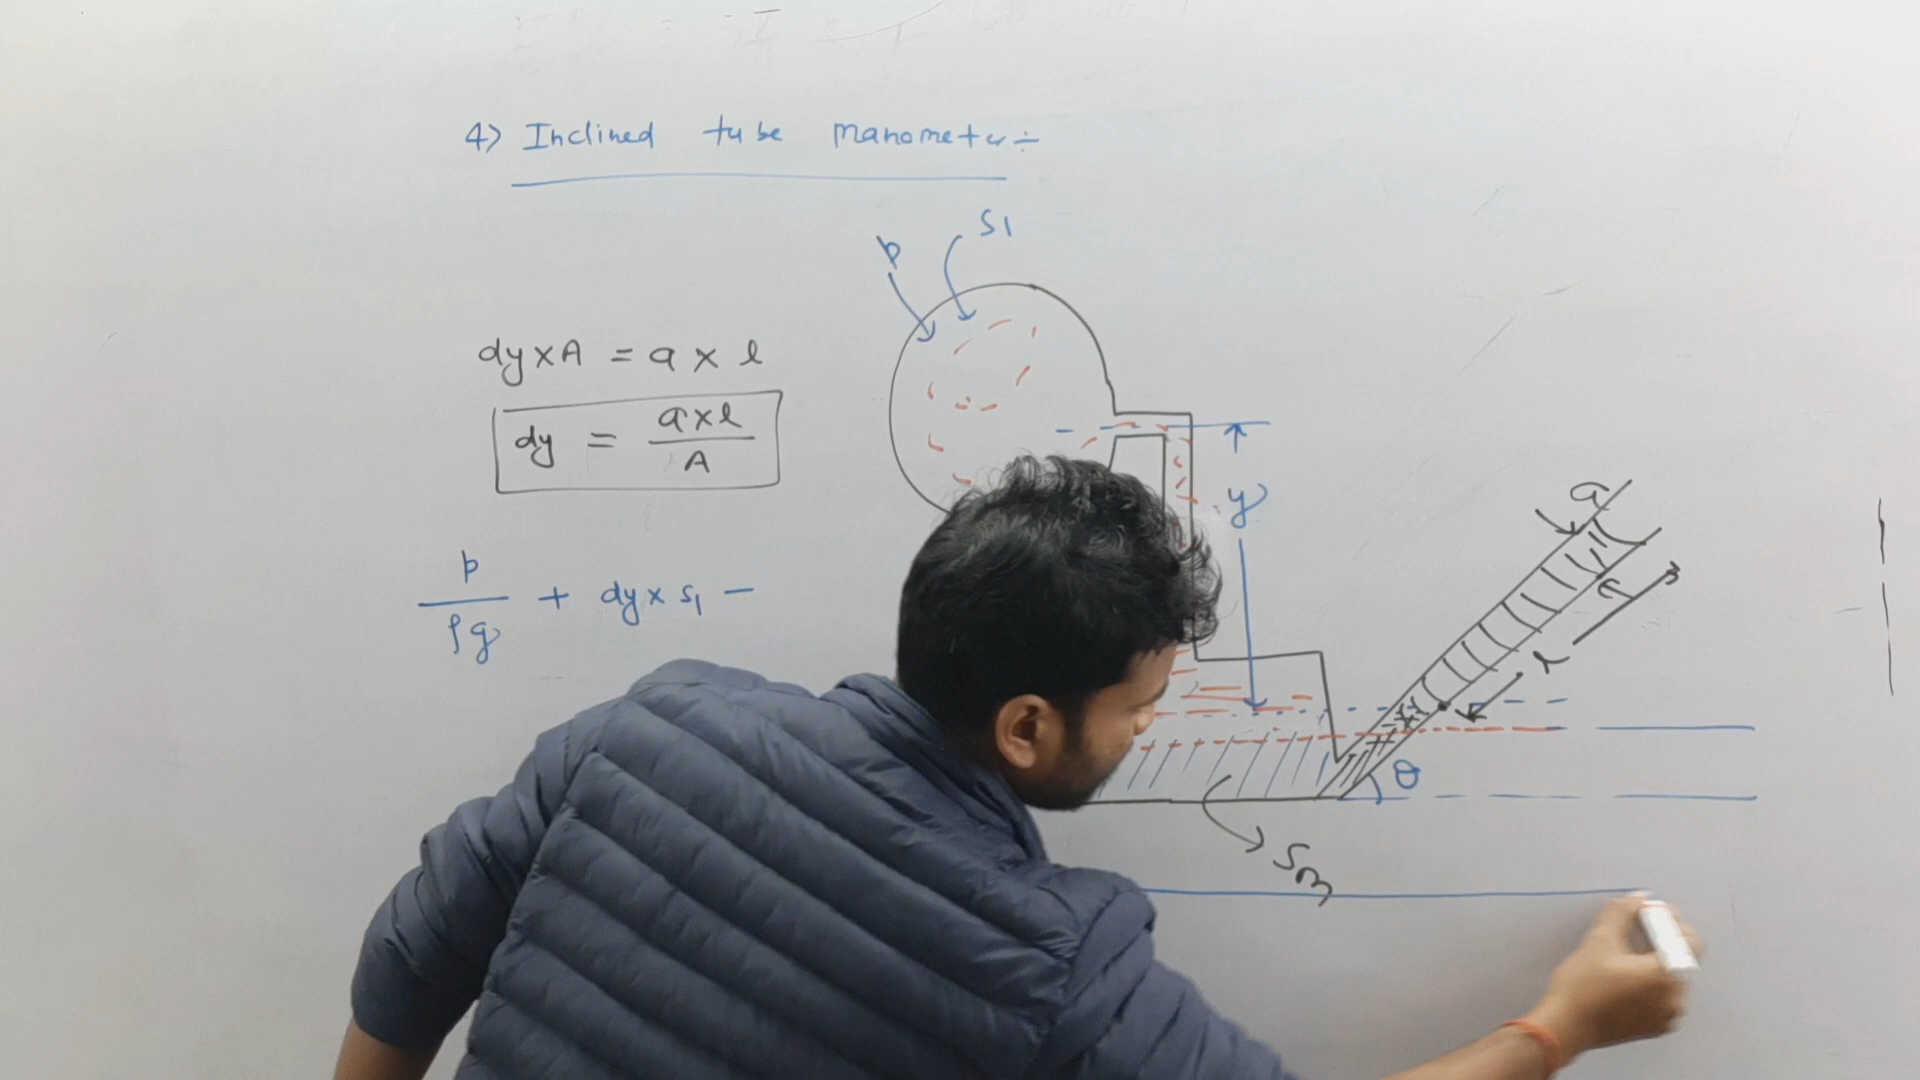 4) Inclined tube manometer ÷
p
S1
dy x A = a x l
dy = a x l / A
y
a
p / ρg + dy x s1 −
l
θ
Sm